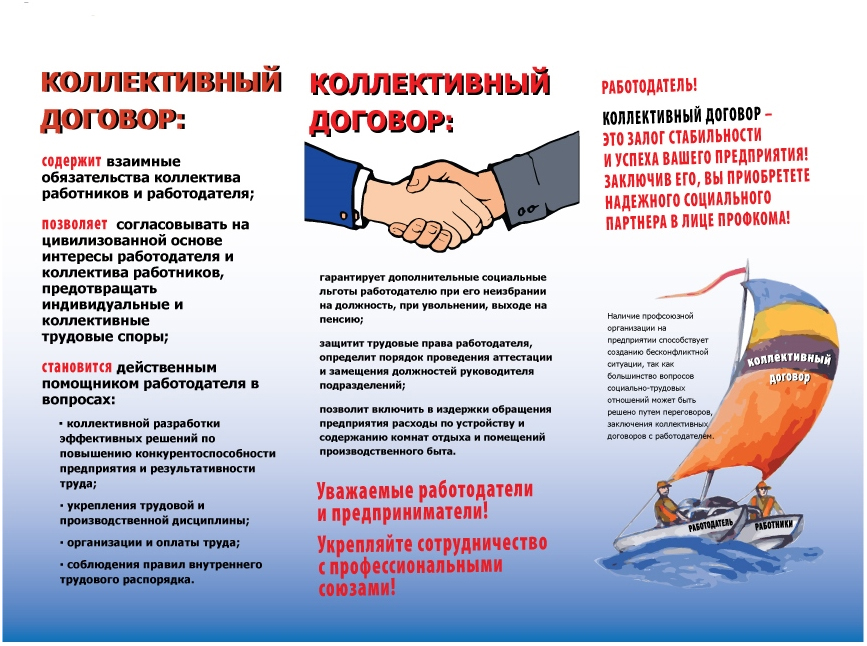 КОЛЛЕКТИВНЫЙ
ДОГОВОР:
содержит взаимные
обязательства коллектива
работников и работодателя;
позволяет согласовывать на
цивилизованной основе
интересы работодателя и
коллектива работников,
предотвращать
индивидуальные и
коллективные
трудовые споры;
становится действенным
помощником работодателя в
вопросах:
▪ коллективной разработки
эффективных решений по
повышению конкурентоспособности
предприятия и результативности
труда;
▪ укрепления трудовой и
производственной дисциплины;
▪ организации и оплаты труда;
▪ соблюдения правил внутреннего
трудового распорядка.
КОЛЛЕКТИВНЫЙ
ДОГОВОР:
гарантирует дополнительные социальные
льготы работодателю при его неизбрании
на должность, при увольнении, выходе на
пенсию;
защитит трудовые права работодателя,
определит порядок проведения аттестации
и замещения должностей руководителя
подразделений;
позволит включить в издержки обращения
предприятия расходы по устройству и
содержанию комнат отдыха и помещений
производственного быта.
Уважаемые работодатели
и предприниматели!
Укрепляйте сотрудничество
с профессиональными
союзами!
РАБОТОДАТЕЛЬ!
КОЛЛЕКТИВНЫЙ ДОГОВОР –
ЭТО ЗАЛОГ СТАБИЛЬНОСТИ
И УСПЕХА ВАШЕГО ПРЕДПРИЯТИЯ!
ЗАКЛЮЧИВ ЕГО, ВЫ ПРИОБРЕТЕТЕ
НАДЕЖНОГО СОЦИАЛЬНОГО
ПАРТНЕРА В ЛИЦЕ ПРОФКОМА!
Наличие профсоюзной
организации на
предприятии способствует
созданию бесконфликтной
ситуации, так как
большинство вопросов
социально-трудовых
отношений может быть
решено путем переговоров,
заключения коллективных
договоров с работодателем.
коллективный
договор
РАБОТОДАТЕЛЬ
РАБОТНИКИ